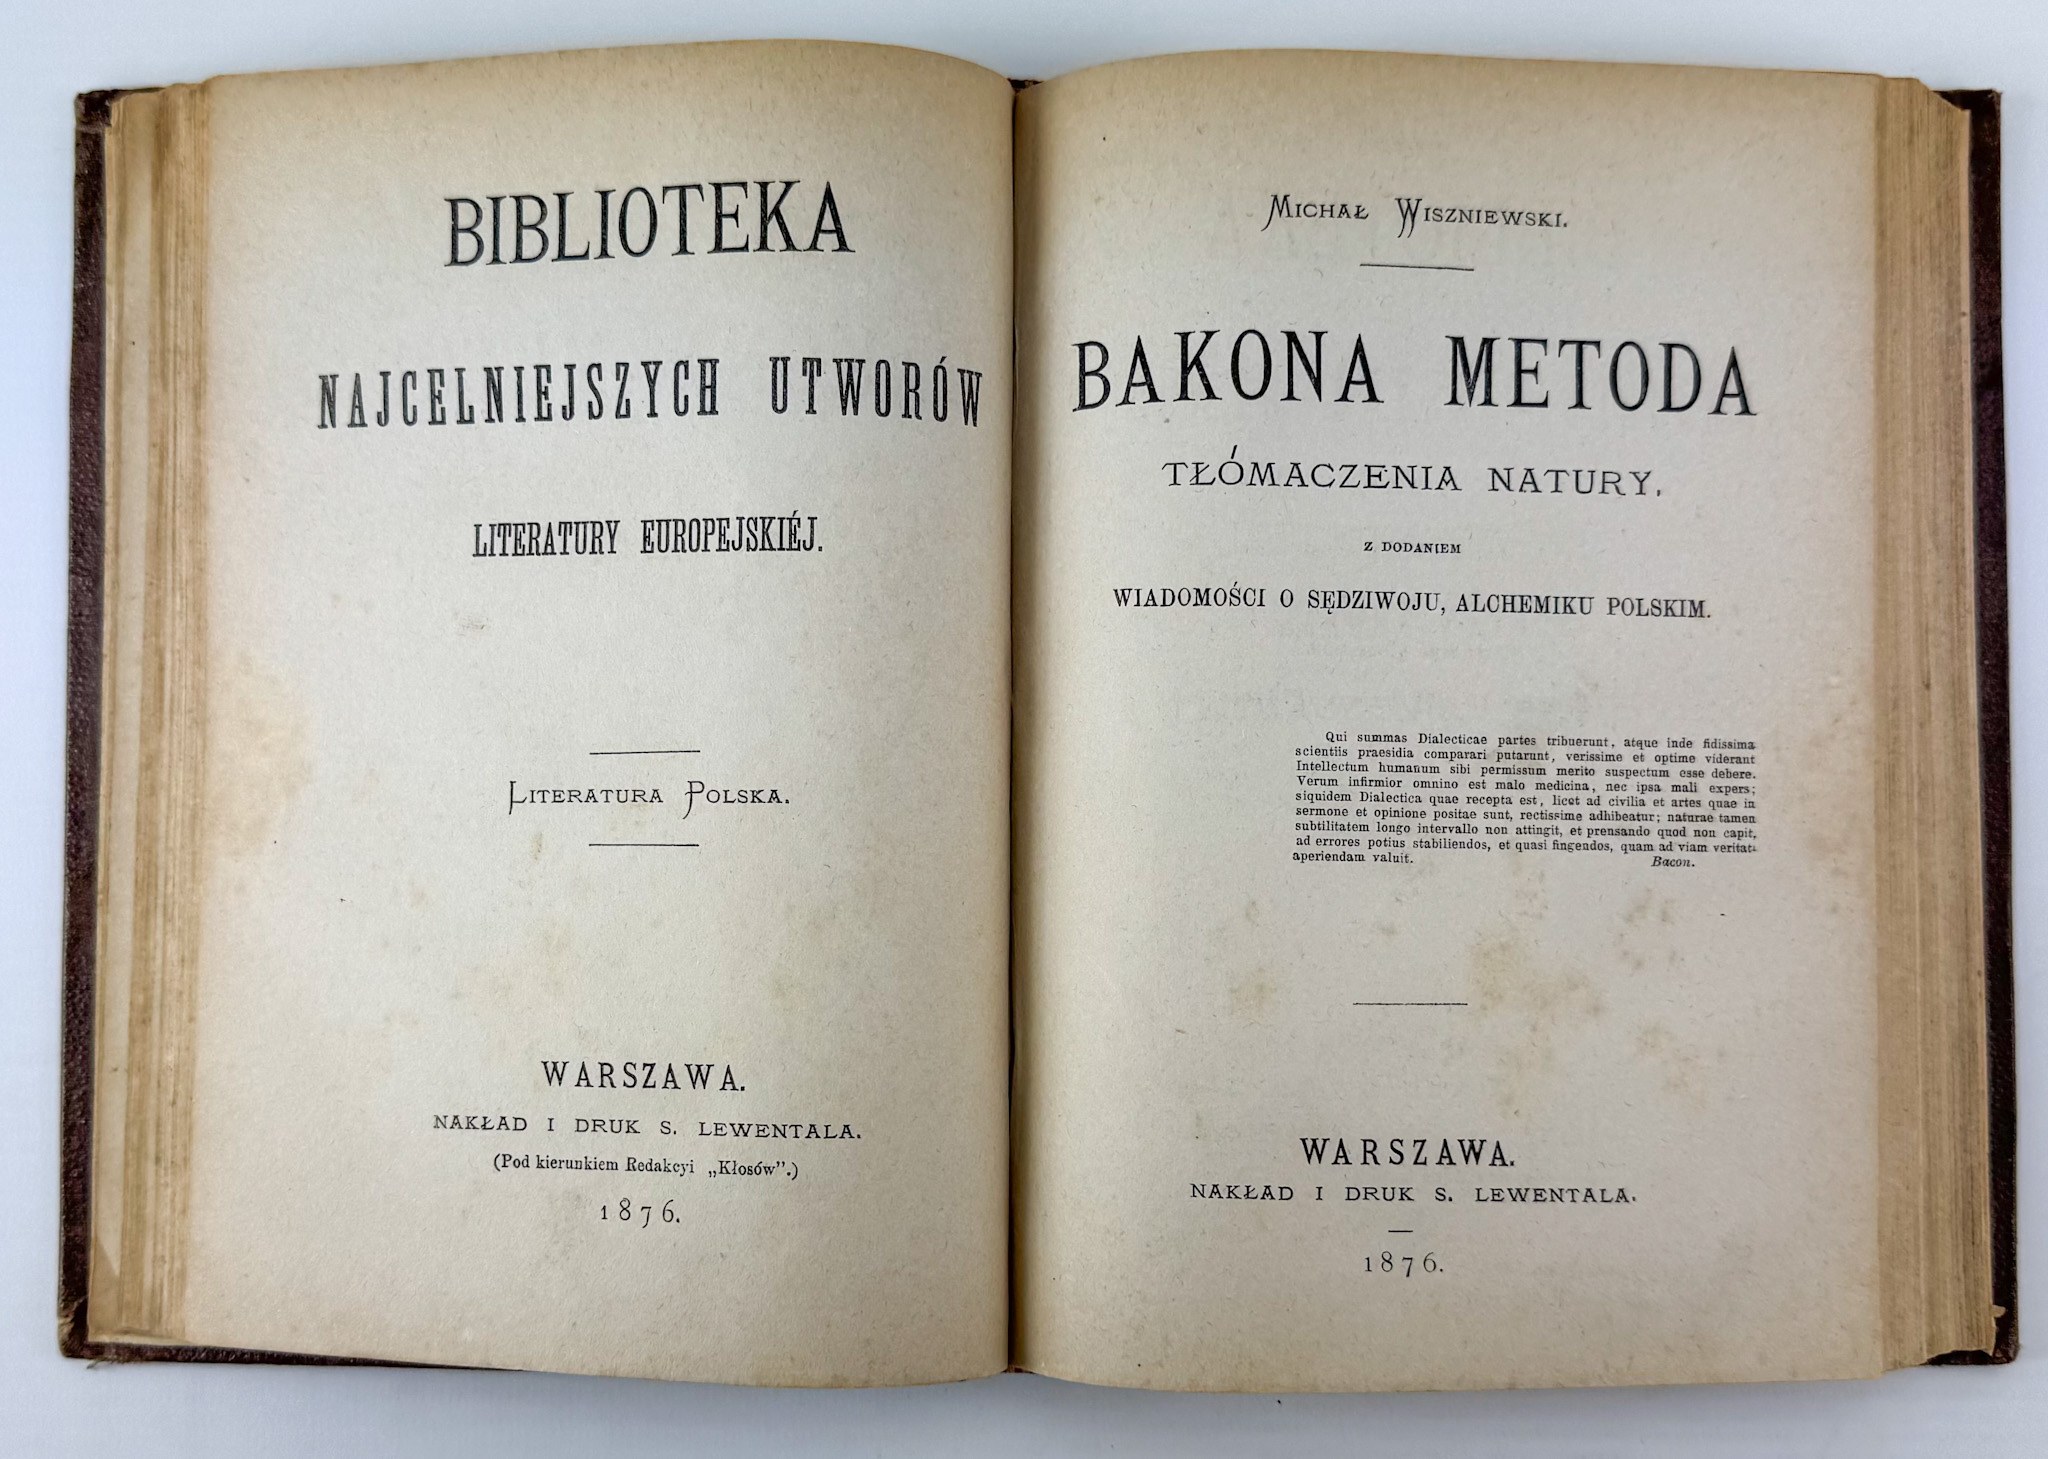 BIBLIOTEKA
NAJCELNIEJSZYCH UTWORÓW
LITERATURY EUROPEJSKIÉJ.
LITERATURA POLSKA.
WARSZAWA.
NAKŁAD I DRUK S. LEWENTALA.
(Pod kierunkiem Redakcyi „Kłosów”.)
1876.
MICHAŁ WISZNIEWSKI.
BAKONA METODA
TŁÓMACZENIA NATURY,
Z DODANIEM
WIADOMOŚCI O SĘDZIWOJU, ALCHEMIKU POLSKIM.
Qui summas Dialecticae partes tribuerunt, atque inde fidissima
scientiis praesidia comparari putarunt, verissime et optime viderant
Intellectum humanum sibi permissum merito suspectum esse debere.
Verum infirmior omnino est malo medicina, nec ipsa mali expers;
siquidem Dialectica quae recepta est, licet ad civilia et artes quae in
sermone et opinione positae sunt, rectissime adhibeatur; naturae tamen
subtilitatem longo intervallo non attingit, et prensando quod non capit,
ad errores potius stabiliendos, et quasi fingendos, quam ad viam veritati
aperiendam valuit. Bacon.
WARSZAWA.
NAKŁAD I DRUK S. LEWENTALA.
1876.